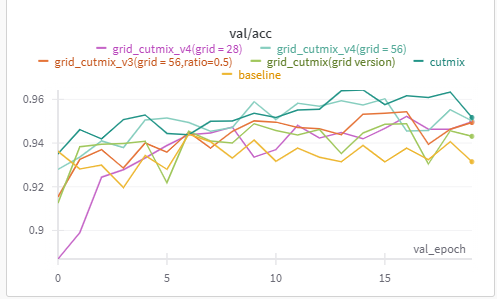 val/acc
grid_cutmix_v4(grid = 28) grid_cutmix_v4(grid = 56)
grid_cutmix_v3(grid = 56,ratio=0.5) grid_cutmix(grid version) cutmix
baseline
0.96
0.94
0.92
0.9
val_epoch
0 5 10 15